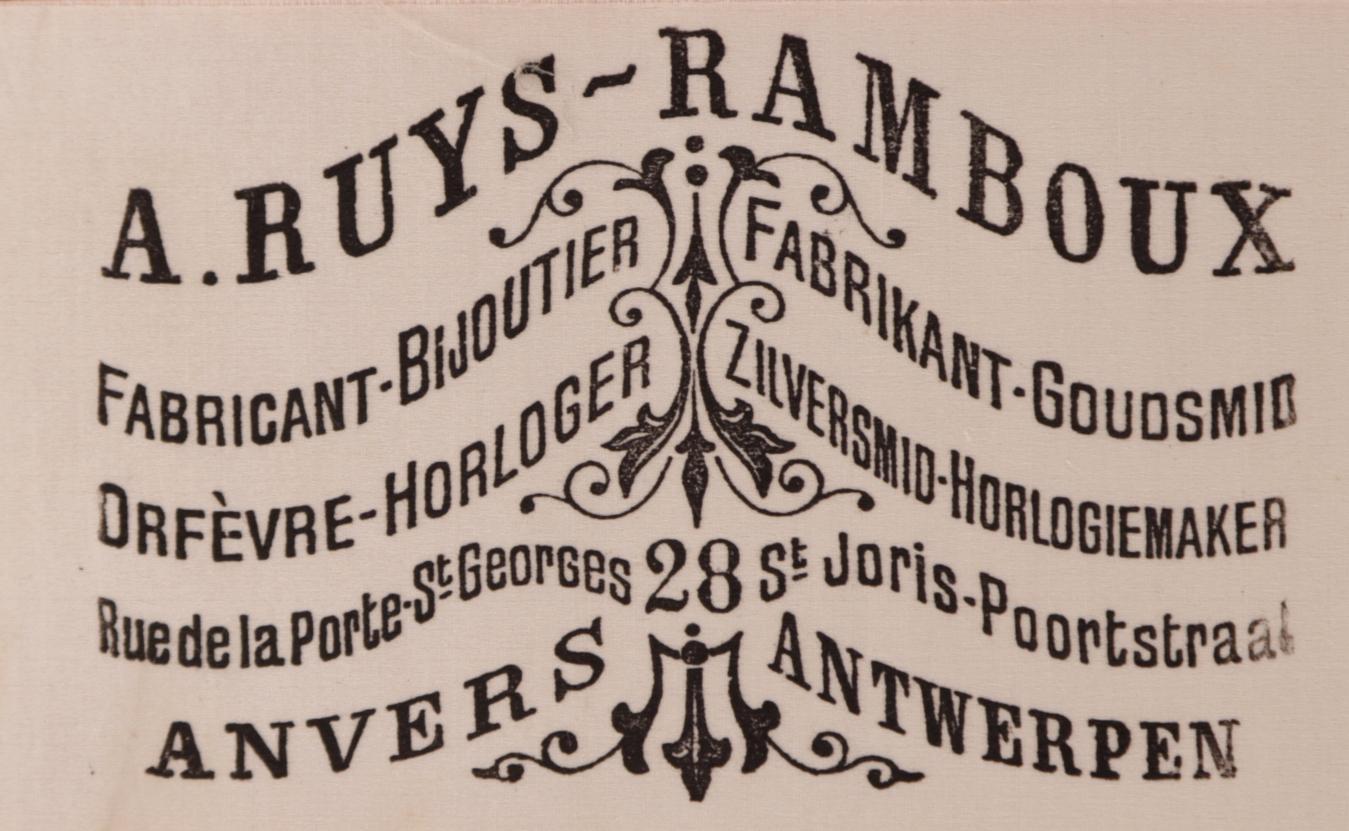 A. RUYS-RAMBOUX
FABRICANT-BIJOUTIER FABRIKANT-GOUDSMID
ORFÈVRE-HORLOGER ZILVERSMID-HORLOGIEMAKER
Rue de la Porte-St Georges 28 St Joris-Poortstraat
ANVERS ANTWERPEN